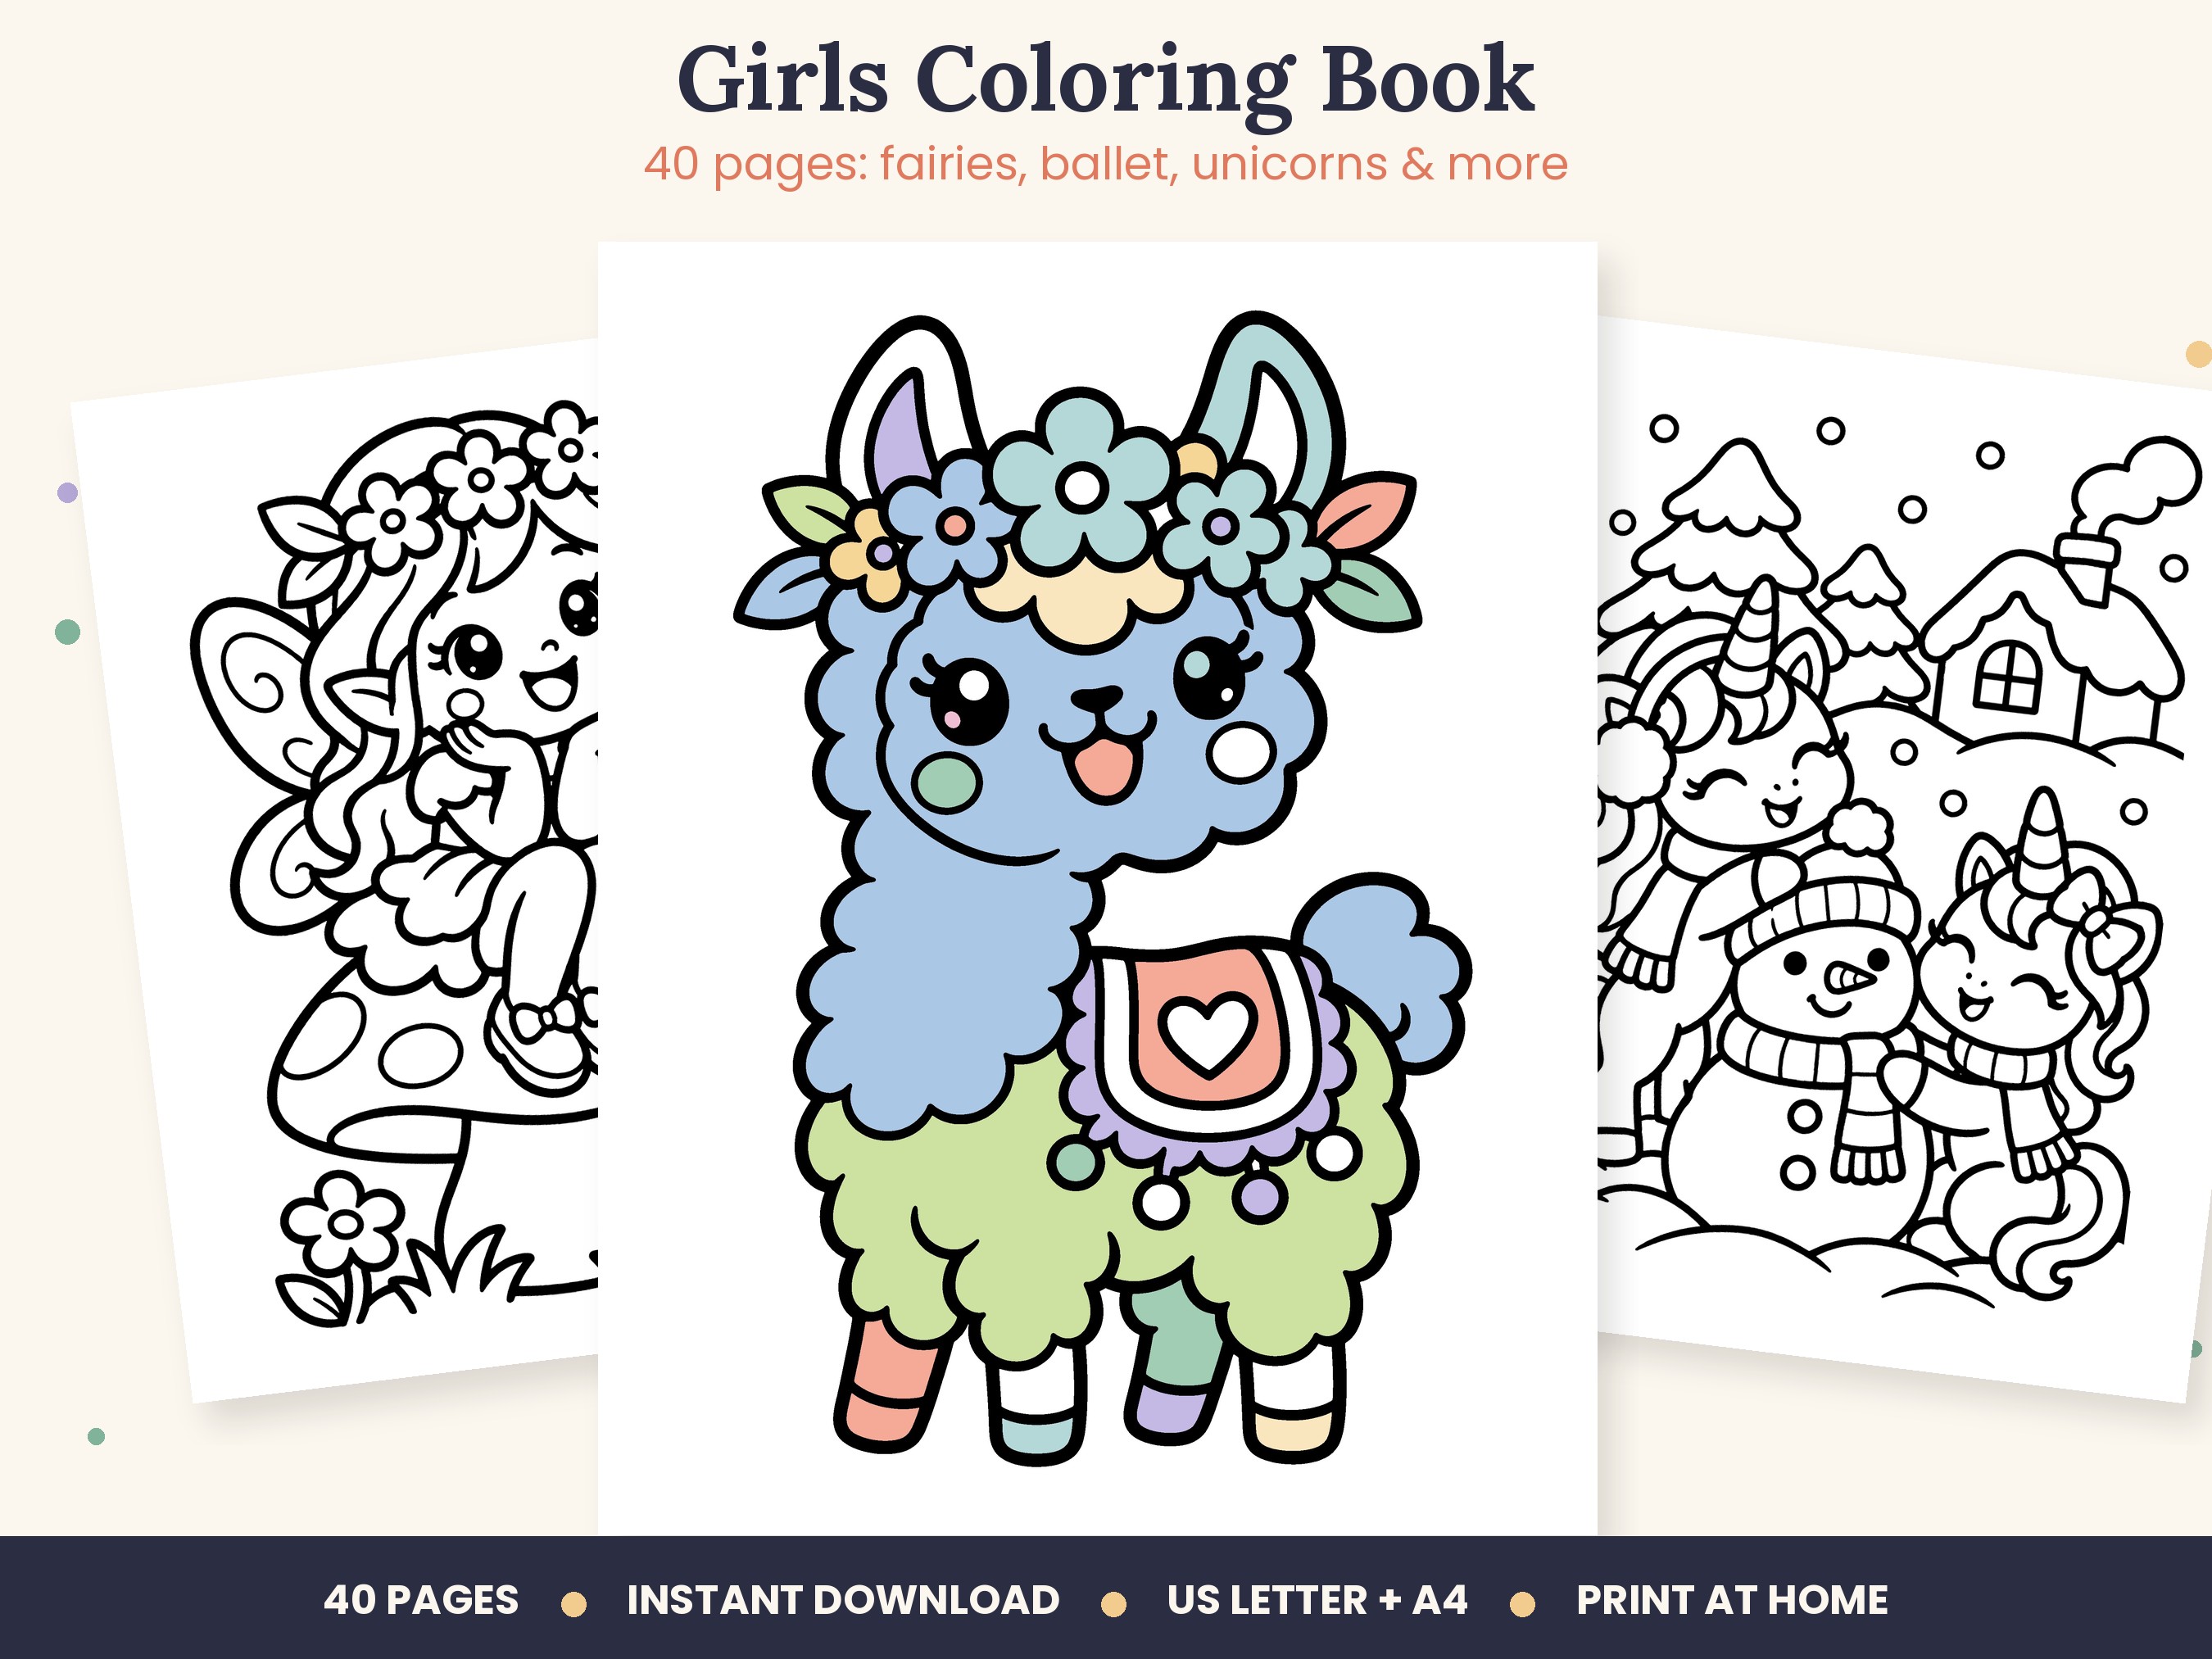 Girls Coloring Book
40 pages: fairies, ballet, unicorns & more
40 PAGES • INSTANT DOWNLOAD • US LETTER + A4 • PRINT AT HOME